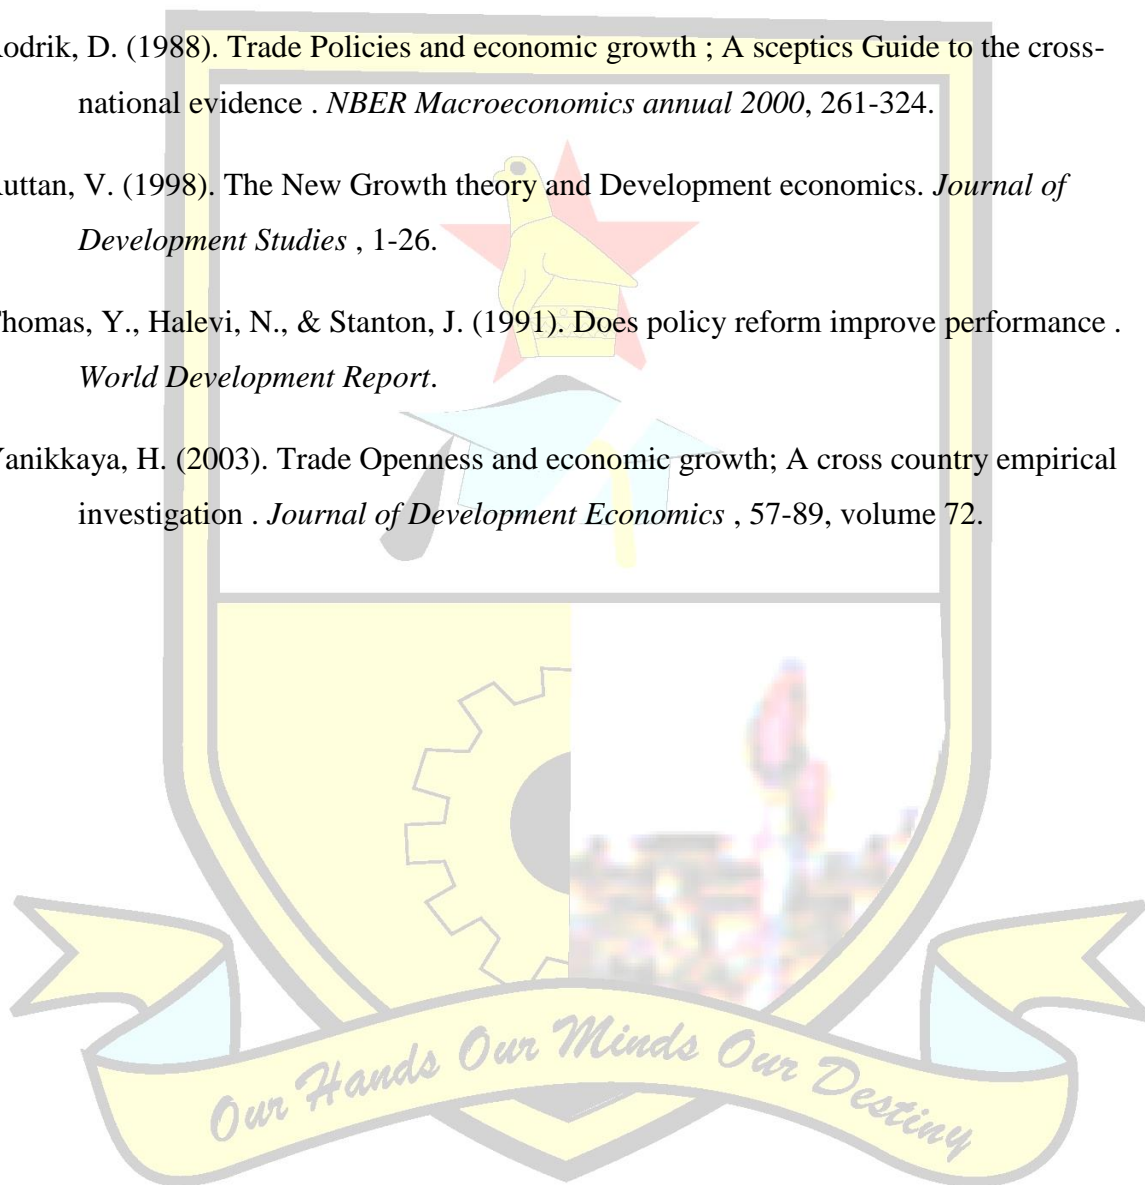 odrik, D. (1988). Trade Policies and economic growth ; A sceptics Guide to the cross-
national evidence . NBER Macroeconomics annual 2000, 261-324.
uttan, V. (1998). The New Growth theory and Development economics. Journal of
Development Studies , 1-26.
homas, Y., Halevi, N., & Stanton, J. (1991). Does policy reform improve performance .
World Development Report.
anikkaya, H. (2003). Trade Openness and economic growth; A cross country empirical
investigation . Journal of Development Economics , 57-89, volume 72.
Our Hands Our Minds Our Destiny